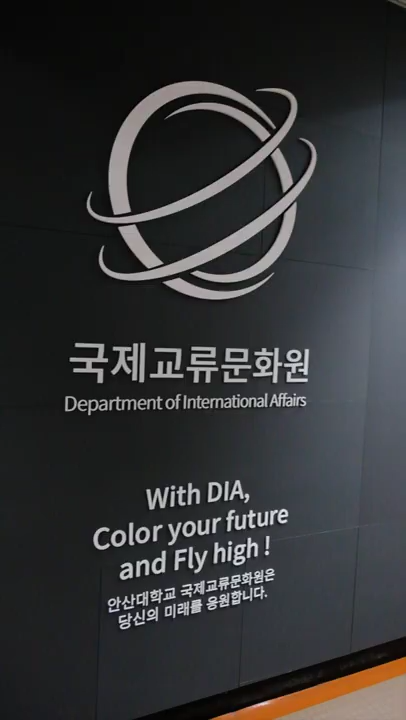 국제교류문화원
Department of International Affairs
With DIA,
Color your future
and Fly high !
안산대학교 국제교류문화원은
당신의 미래를 응원합니다.